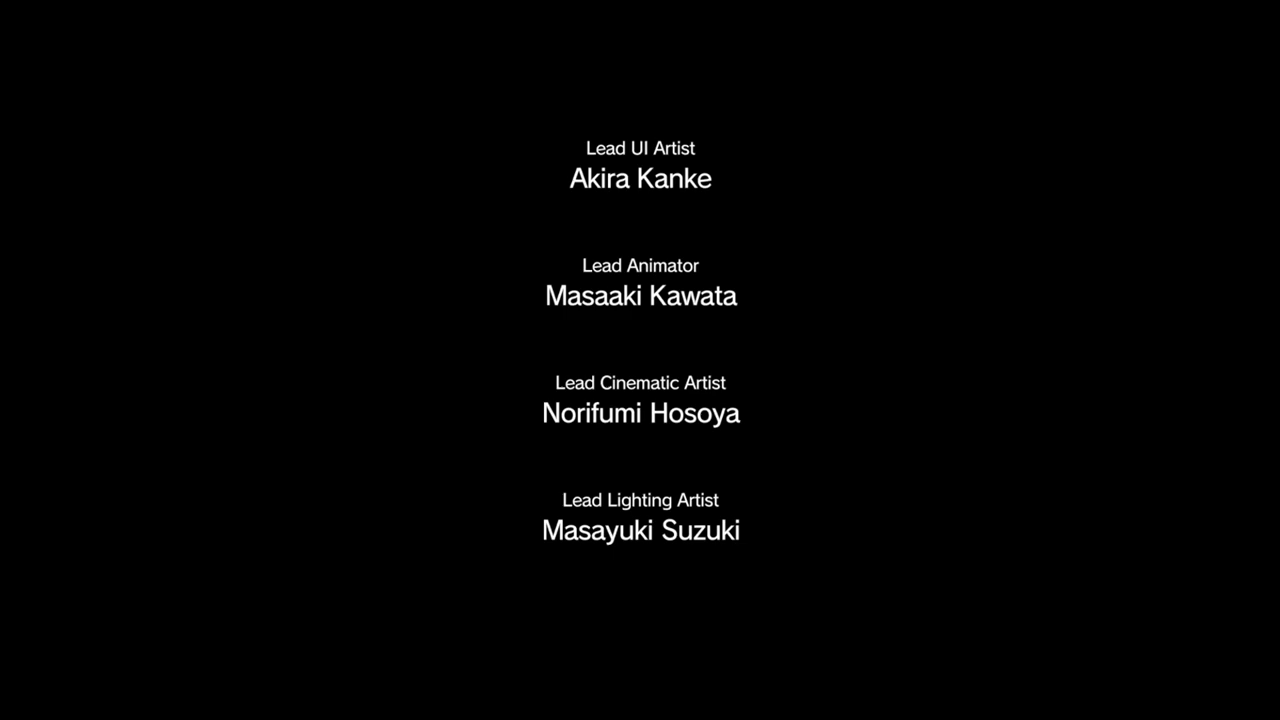 Lead UI Artist
Akira Kanke
Lead Animator
Masaaki Kawata
Lead Cinematic Artist
Norifumi Hosoya
Lead Lighting Artist
Masayuki Suzuki